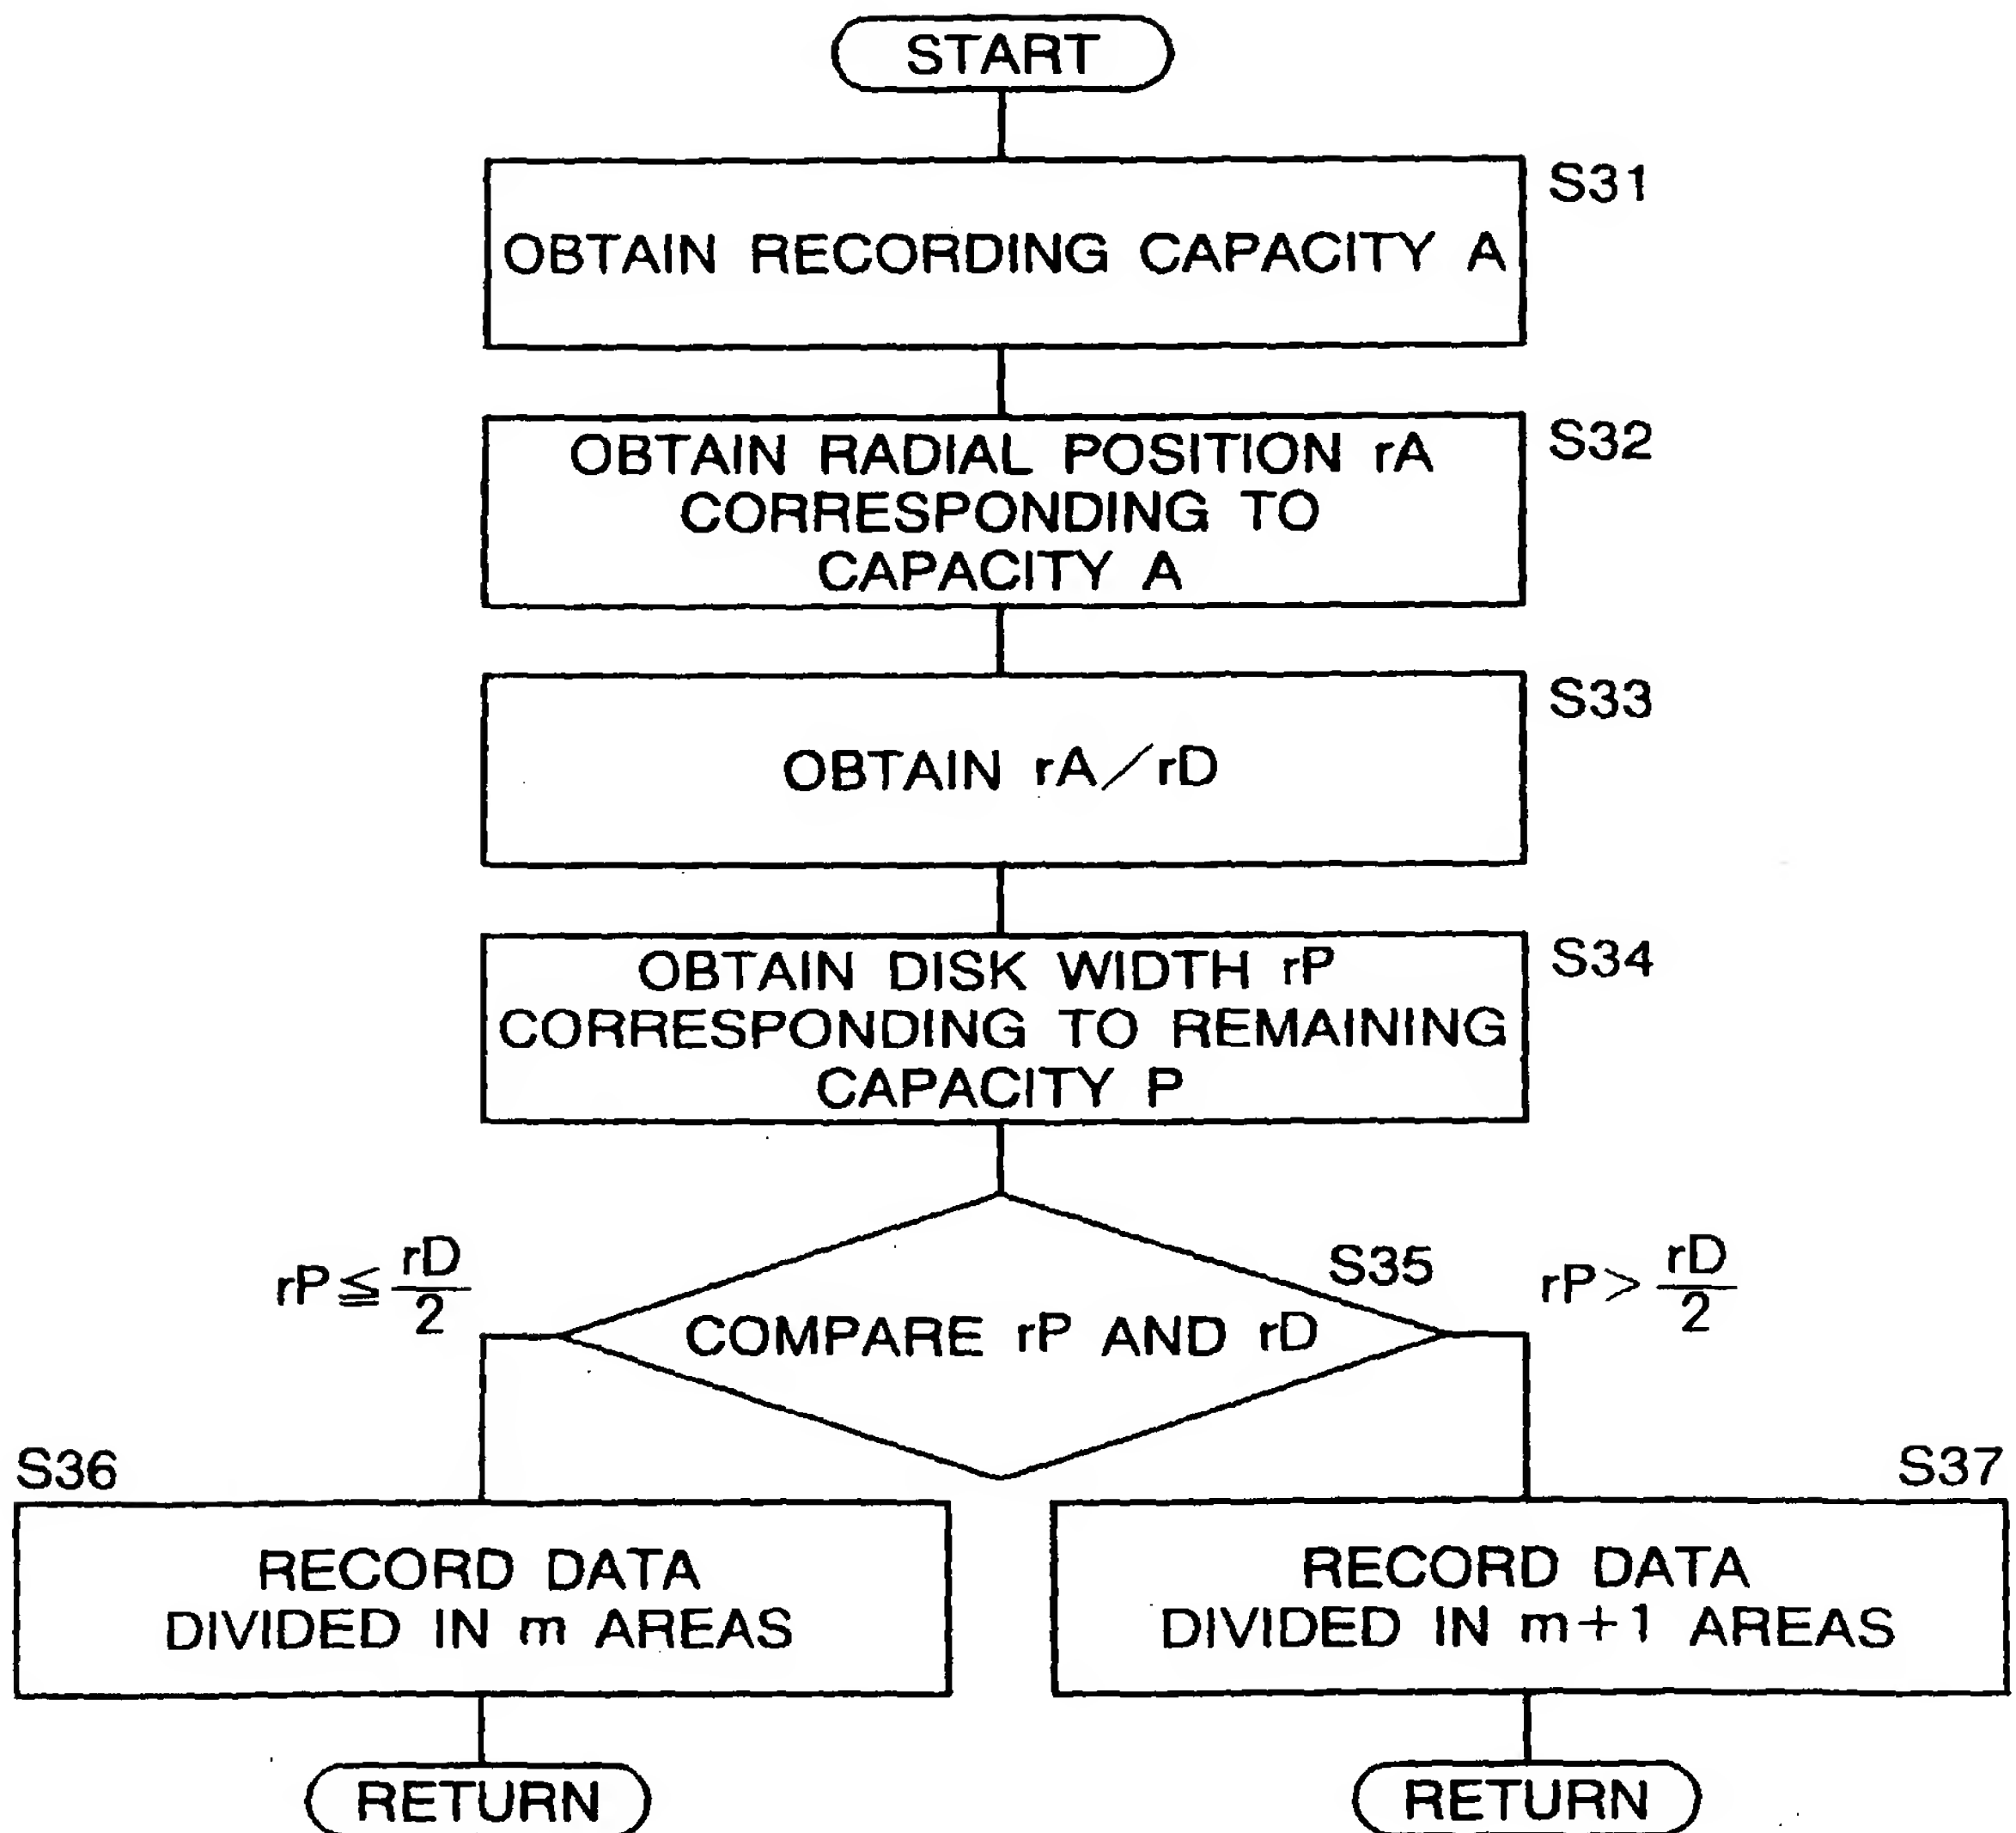 START
S31
OBTAIN RECORDING CAPACITY A
S32
OBTAIN RADIAL POSITION rA
CORRESPONDING TO
CAPACITY A
S33
OBTAIN rA/rD
S34
OBTAIN DISK WIDTH rP
CORRESPONDING TO REMAINING
CAPACITY P
rP≦rD/2
S35
rP>rD/2
COMPARE rP AND rD
S36
S37
RECORD DATA
DIVIDED IN m AREAS
RECORD DATA
DIVIDED IN m+1 AREAS
RETURN
RETURN